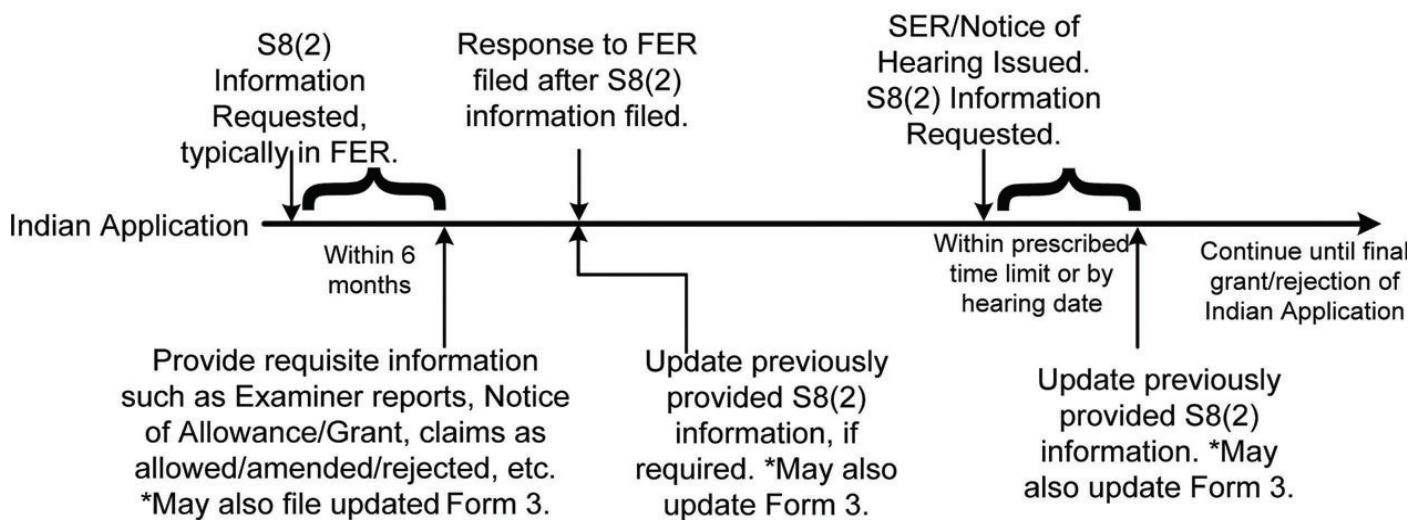 S8(2)
Information
Requested,
typically in FER.
Response to FER
filed after S8(2)
information filed.
SER/Notice of
Hearing Issued.
S8(2) Information
Requested.
Indian Application
Within 6
months
Within prescribed
time limit or by
hearing date
Continue until final
grant/rejection of
Indian Application
Provide requisite information
such as Examiner reports, Notice
of Allowance/Grant, claims as
allowed/amended/rejected, etc.
*May also file updated Form 3.
Update previously
provided S8(2)
information, if
required. *May also
update Form 3.
Update previously
provided S8(2)
information. *May
also update Form 3.